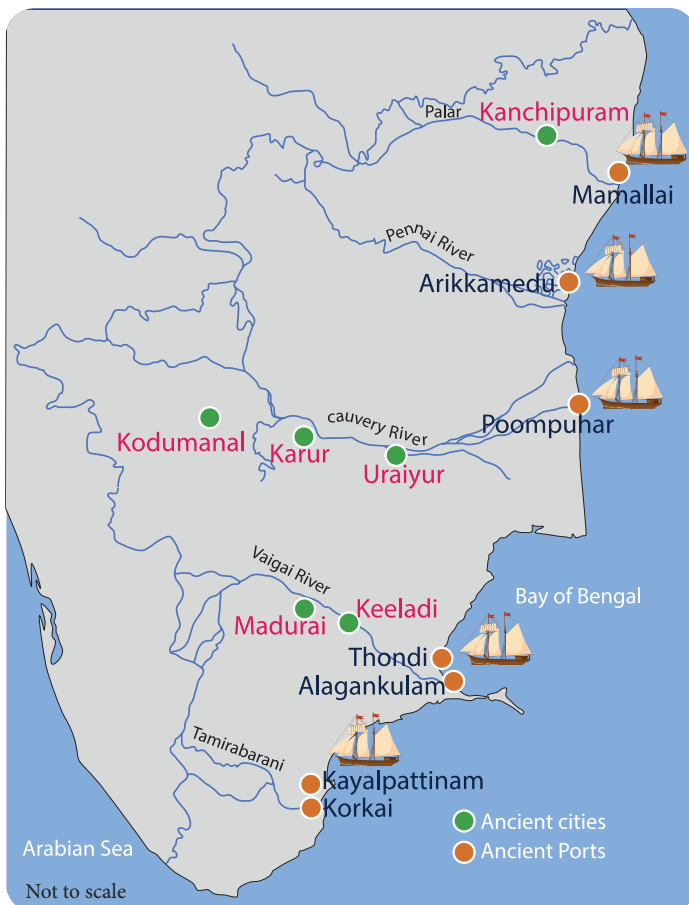 Palar
Kanchipuram
Mamallai
Pennai River
Arikkamedu
Poompuhar
cauvery River
Kodumanal
Karur
Uraiyur
Vaigai River
Bay of Bengal
Keeladi
Madurai
Thondi
Alagankulam
Tamirabarani
Kayalpattinam
Korkai
Ancient cities
Arabian Sea
Ancient Ports
Not to scale